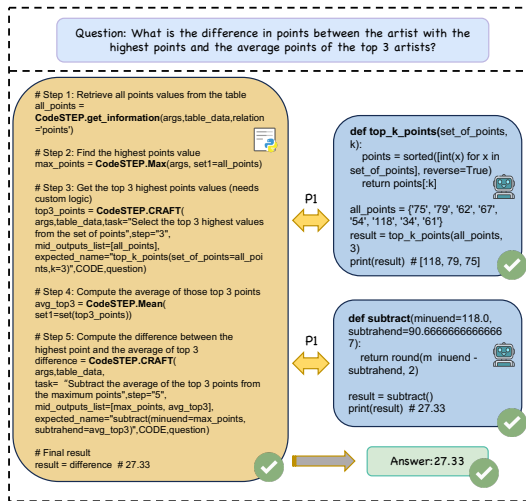 Question: What is the difference in points between the artist with the
highest points and the average points of the top 3 artists?
# Step 1: Retrieve all points values from the table
all_points =
CodeSTEP.get_information(args,table_data,relation
='points')
# Step 2: Find the highest points value
max_points = CodeSTEP.Max(args, set1=all_points)
# Step 3: Get the top 3 highest points values (needs
custom logic)
top3_points = CodeSTEP.CRAFT(
args,table_data,task="Select the top 3 highest values
from the set of points",step="3",
mid_outputs_list=[all_points],
expected_name="top_k_points(set_of_points=all_poi
nts,k=3)",CODE,question)
# Step 4: Compute the average of those top 3 points
avg_top3 = CodeSTEP.Mean(
set1=set(top3_points))
# Step 5: Compute the difference between the
highest point and the average of top 3
difference = CodeSTEP.CRAFT(
args,table_data,
task= “Subtract the average of the top 3 points from
the maximum points",step="5",
mid_outputs_list=[max_points, avg_top3],
expected_name="subtract(minuend=max_points,
subtrahend=avg_top3)",CODE,question)
# Final result
result = difference # 27.33
P1
def top_k_points(set_of_points,
k):
points = sorted([int(x) for x in
set_of_points], reverse=True)
return points[:k]
all_points = {'75', '79', '62', '67',
'54', '118', '34', '61'}
result = top_k_points(all_points,
3)
print(result) # [118, 79, 75]
P1
def subtract(minuend=118.0,
subtrahend=90.6666666666666
7):
return round(m inuend -
subtrahend, 2)
result = subtract()
print(result) # 27.33
Answer:27.33